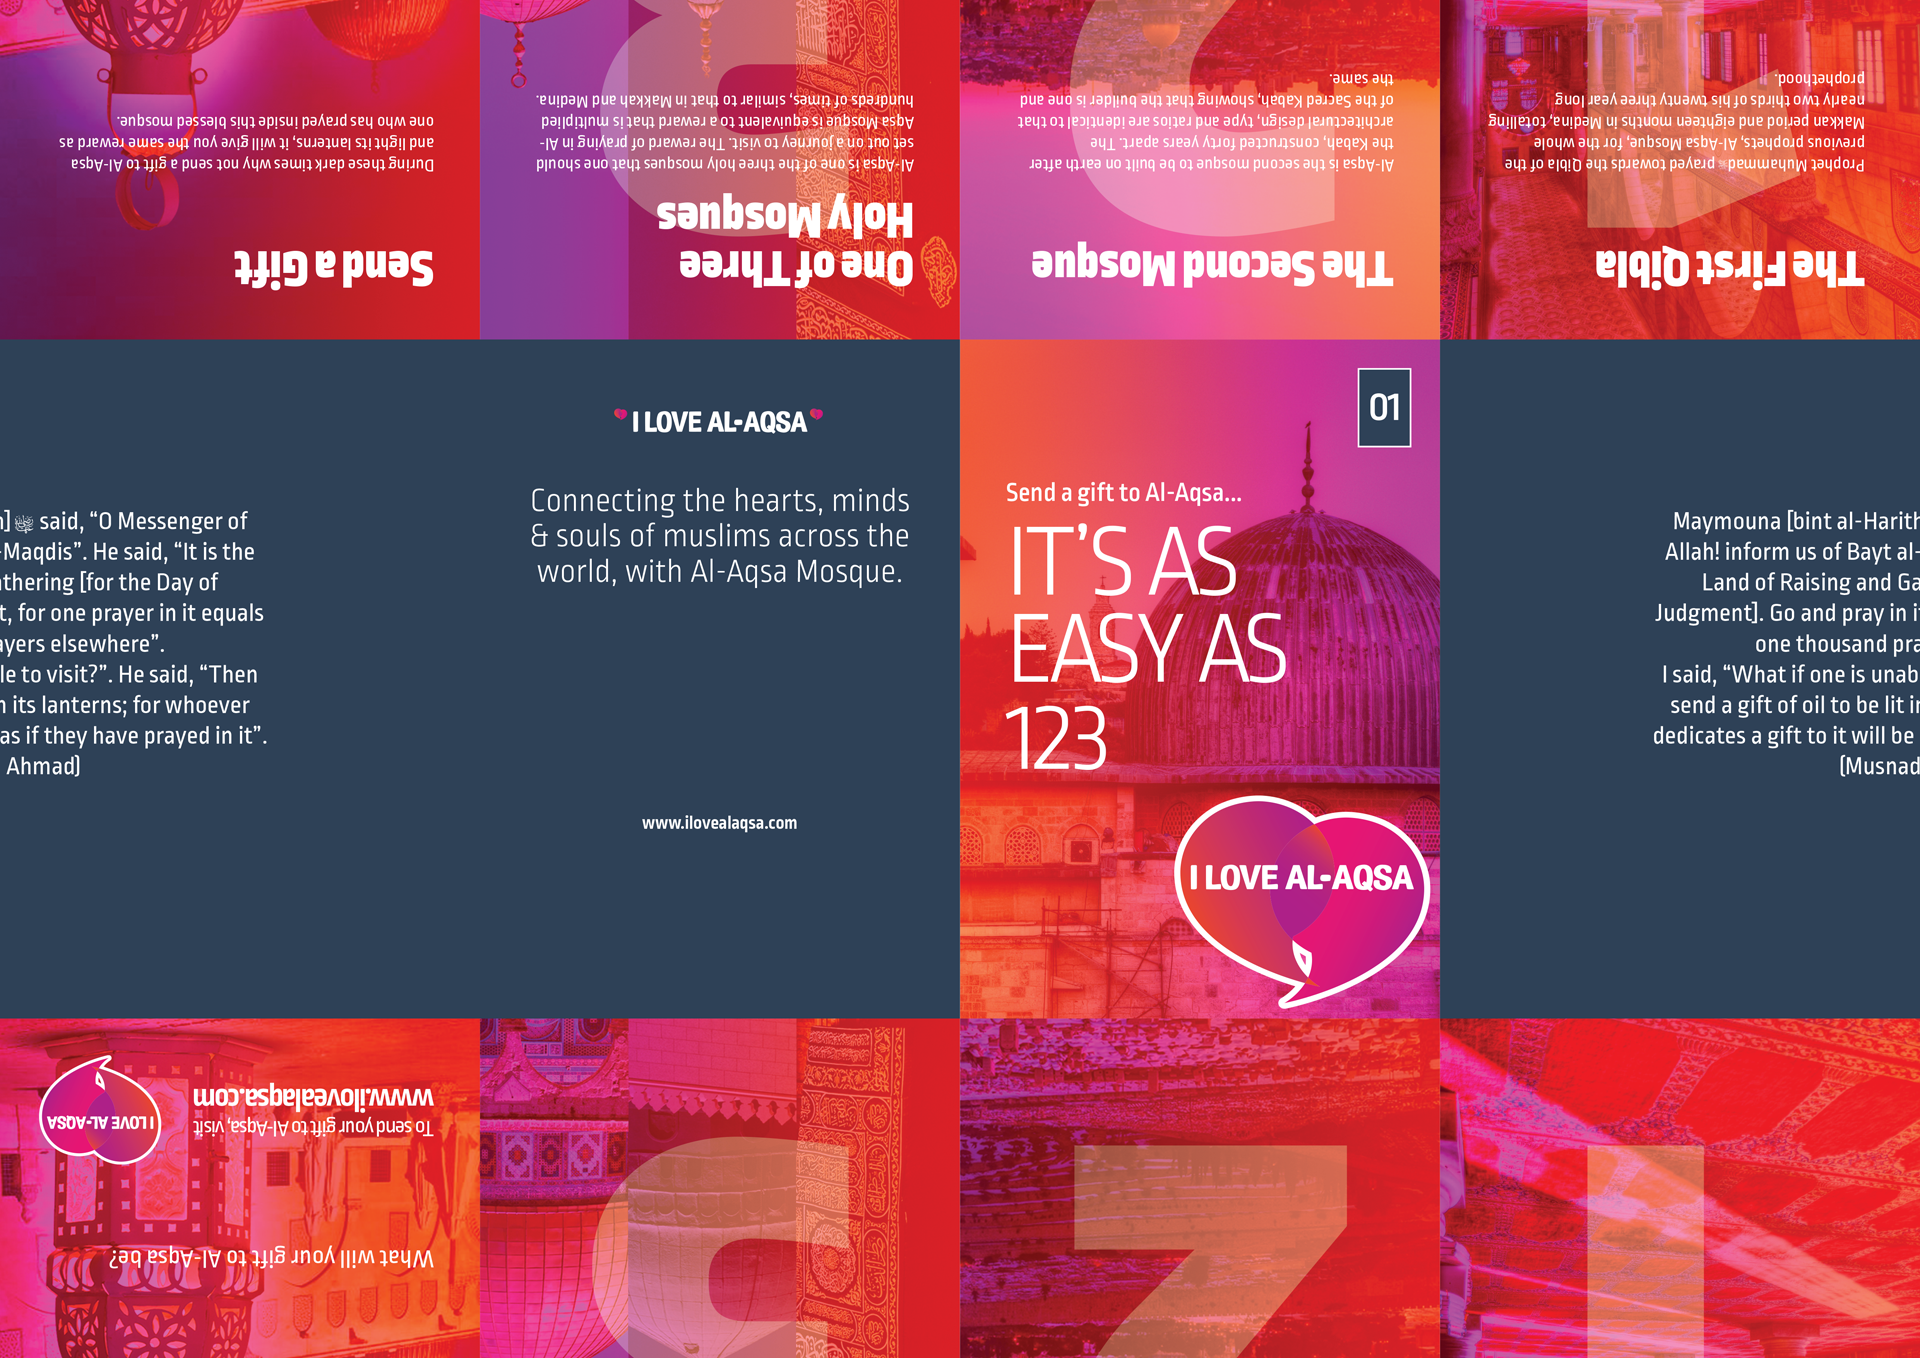 Send a Gift
During these dark times why not send a gift to Al-Aqsa
and light its lanterns, it will give you the same reward as
one who has prayed inside this blessed mosque.
One of Three
Holy Mosques
Al-Aqsa is one of the three holy mosques that one should
set out on a journey to visit. The reward of praying in Al-
Aqsa Mosque is equivalent to a reward that is multiplied
hundreds of times, similar to that in Makkah and Medina.
3
The Second Mosque
Al-Aqsa is the second mosque to be built on earth after
the Kabah, constructed forty years apart. The
architectural design, type and ratios are identical to that
of the Sacred Kabah, showing that the builder is one and
the same.
2
The First Qibla
Prophet Muhammadﷺ prayed towards the Qibla of the
previous prophets, Al-Aqsa Mosque, for the whole
Makkan period and eighteen months in Medina, totalling
nearly two thirds of his twenty three year long
prophethood.
1
n] ﷺ said, “O Messenger of
-Maqdis”. He said, “It is the
athering [for the Day of
t, for one prayer in it equals
ayers elsewhere”.
le to visit?”. He said, “Then
n its lanterns; for whoever
as if they have prayed in it”.
Ahmad)
I LOVE AL-AQSA
Connecting the hearts, minds
& souls of muslims across the
world, with Al-Aqsa Mosque.
www.ilovealaqsa.com
01
Send a gift to Al-Aqsa...
IT’S AS
EASY AS
123
I LOVE AL-AQSA
Maymouna [bint al-Harith
Allah! inform us of Bayt al-
Land of Raising and Ga
Judgment]. Go and pray in it
one thousand pra
I said, “What if one is unab
send a gift of oil to be lit in
dedicates a gift to it will be
(Musnad
What will your gift to Al-Aqsa be?
To send your gift to Al-Aqsa, visit
www.ilovealaqsa.com
I LOVE AL-AQSA